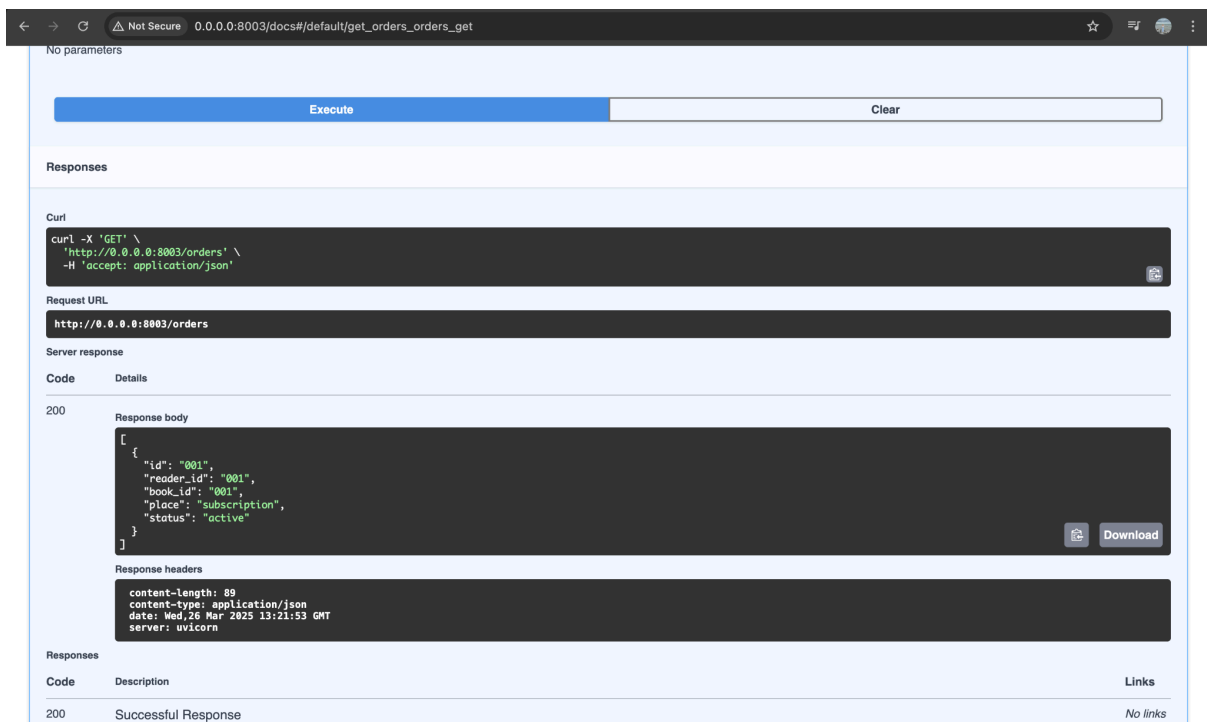 Not Secure 0.0.0.0:8003/docs#/default/get_orders_orders_get
No parameters
Execute Clear
Responses
Curl
curl -X 'GET' \
'http://0.0.0.0:8003/orders' \
-H 'accept: application/json'
Request URL
http://0.0.0.0:8003/orders
Server response
Code Details
200
Response body
[
{
"id": "001",
"reader_id": "001",
"book_id": "001",
"place": "subscription",
"status": "active"
}
]
Download
Response headers
content-length: 89
content-type: application/json
date: Wed,26 Mar 2025 13:21:53 GMT
server: uvicorn
Responses
Code Description Links
200 Successful Response No links